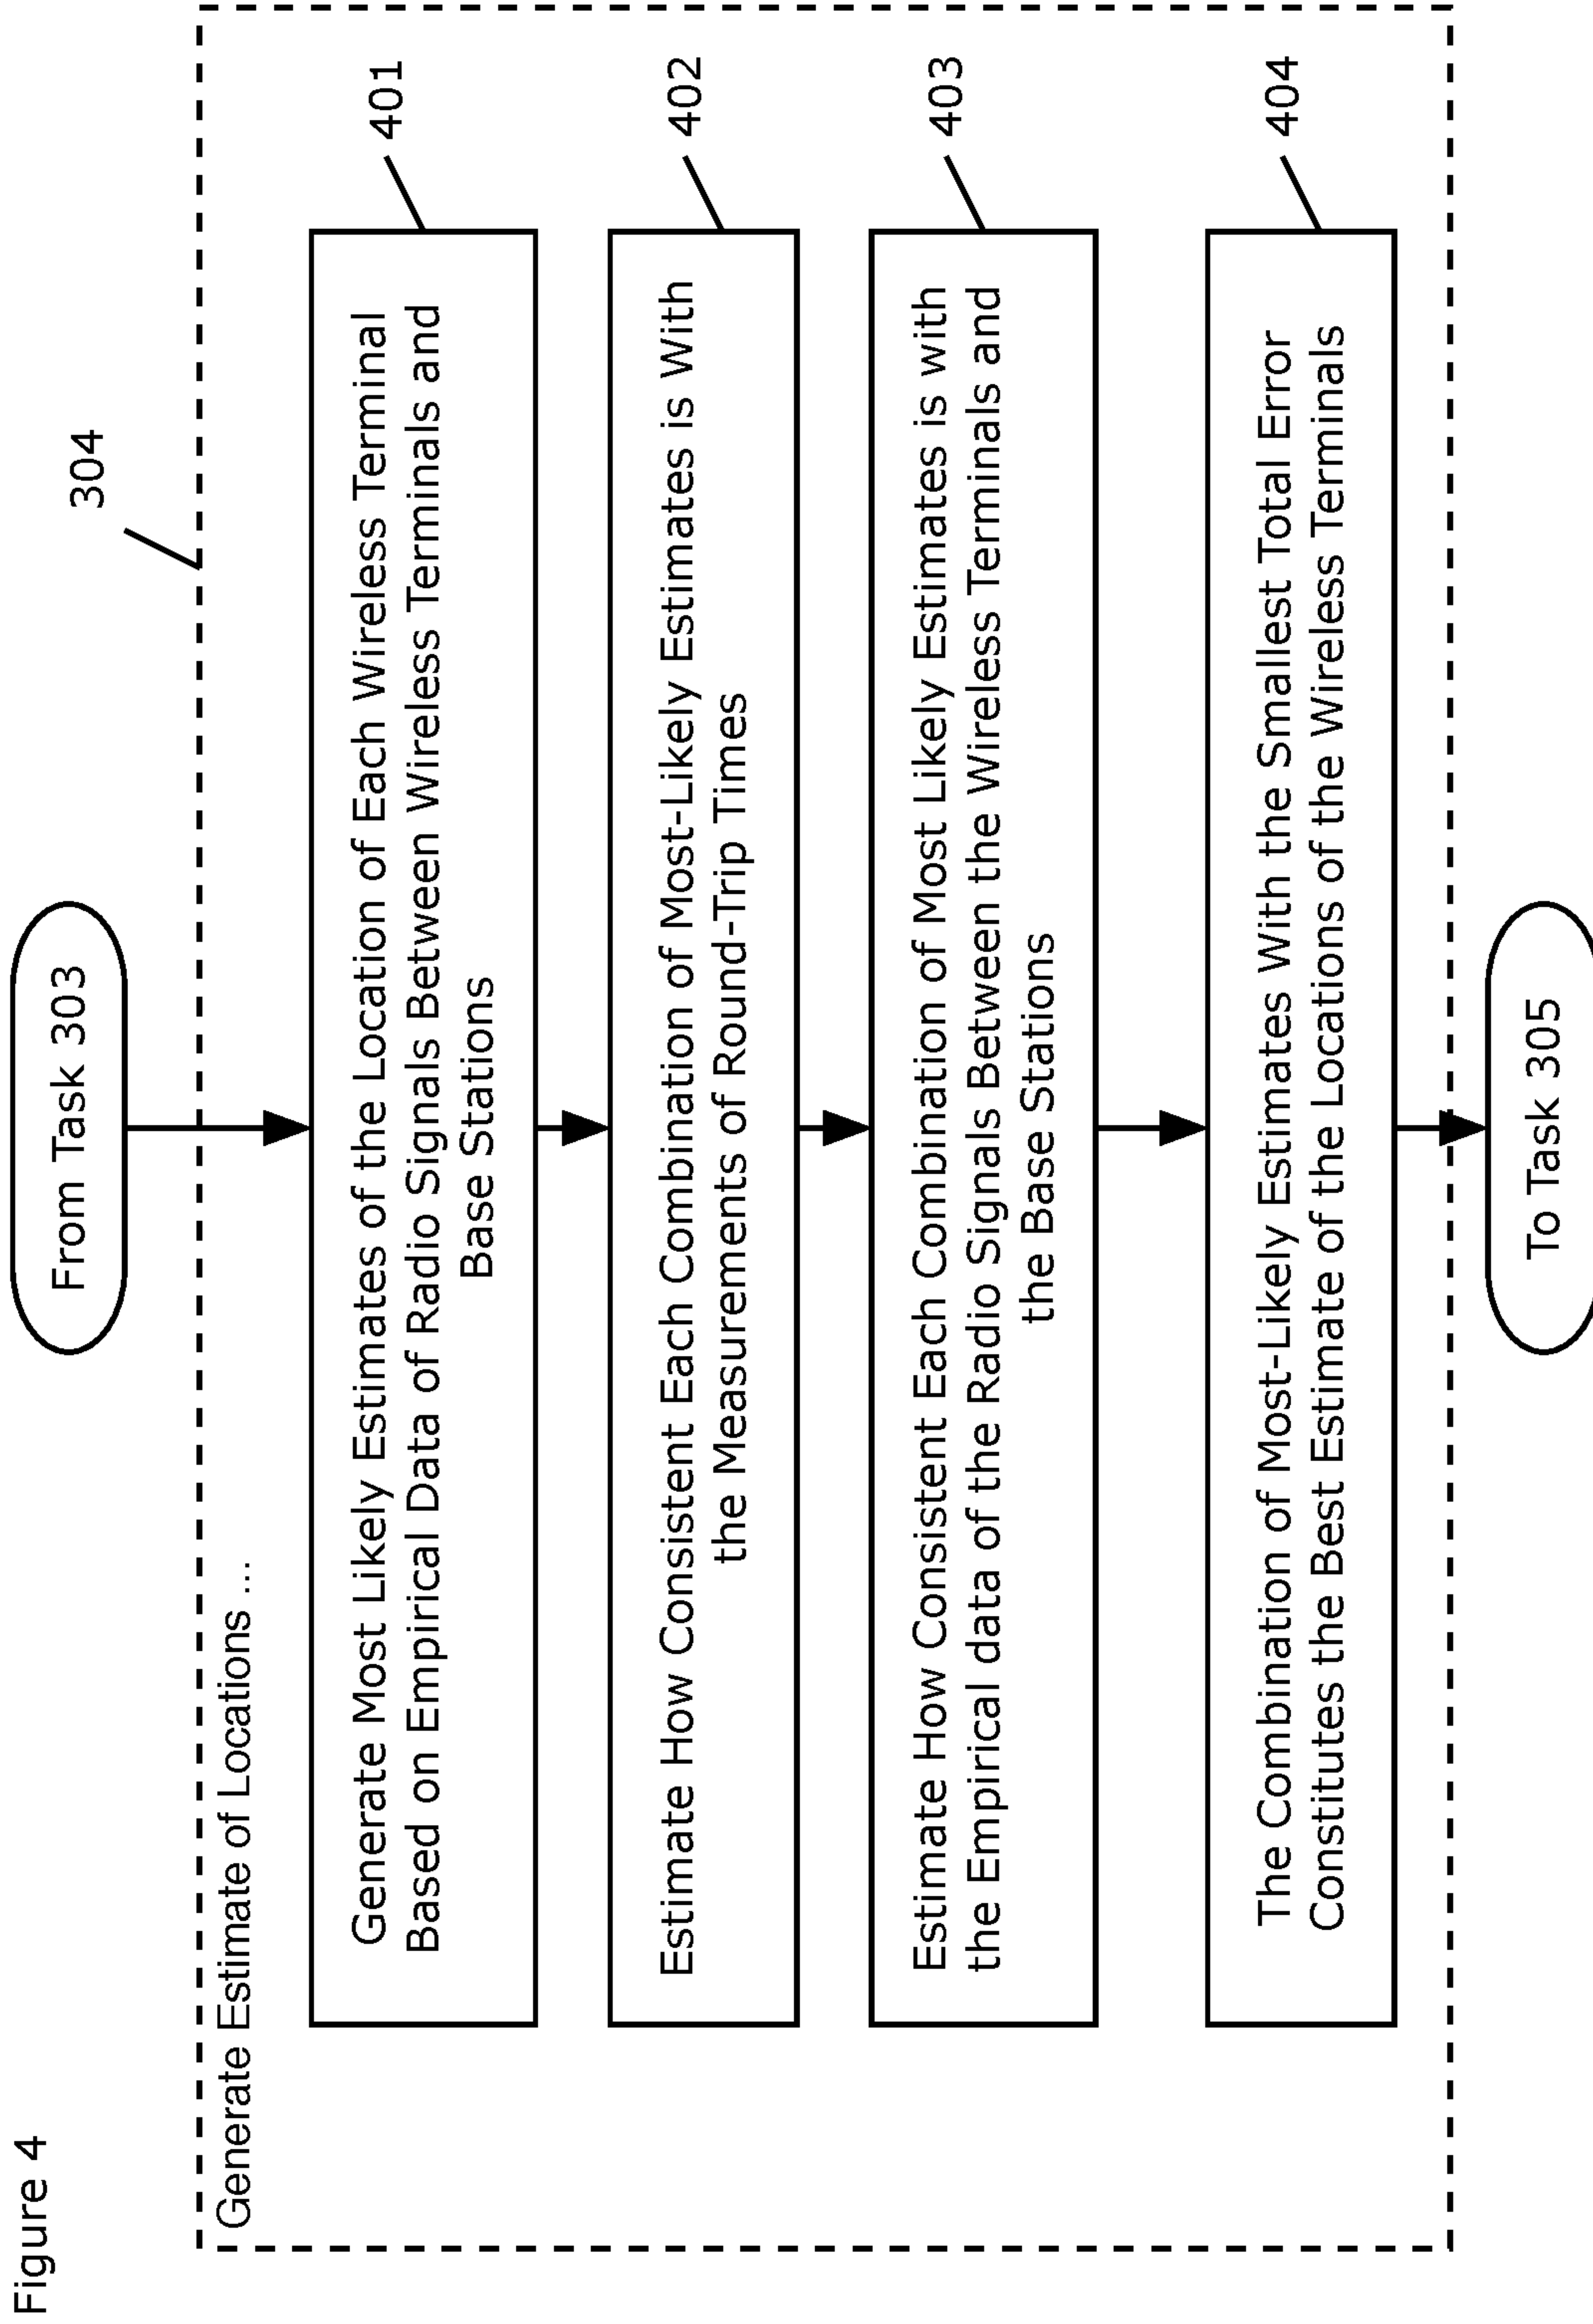 Figure 4
From Task 303
304
Generate Estimate of Locations ...
401
Generate Most Likely Estimates of the Location of Each Wireless Terminal
Based on Empirical Data of Radio Signals Between Wireless Terminals and
Base Stations
402
Estimate How Consistent Each Combination of Most-Likely Estimates is With
the Measurements of Round-Trip Times
403
Estimate How Consistent Each Combination of Most Likely Estimates is with
the Empirical data of the Radio Signals Between the Wireless Terminals and
the Base Stations
404
The Combination of Most-Likely Estimates With the Smallest Total Error
Constitutes the Best Estimate of the Locations of the Wireless Terminals
To Task 305